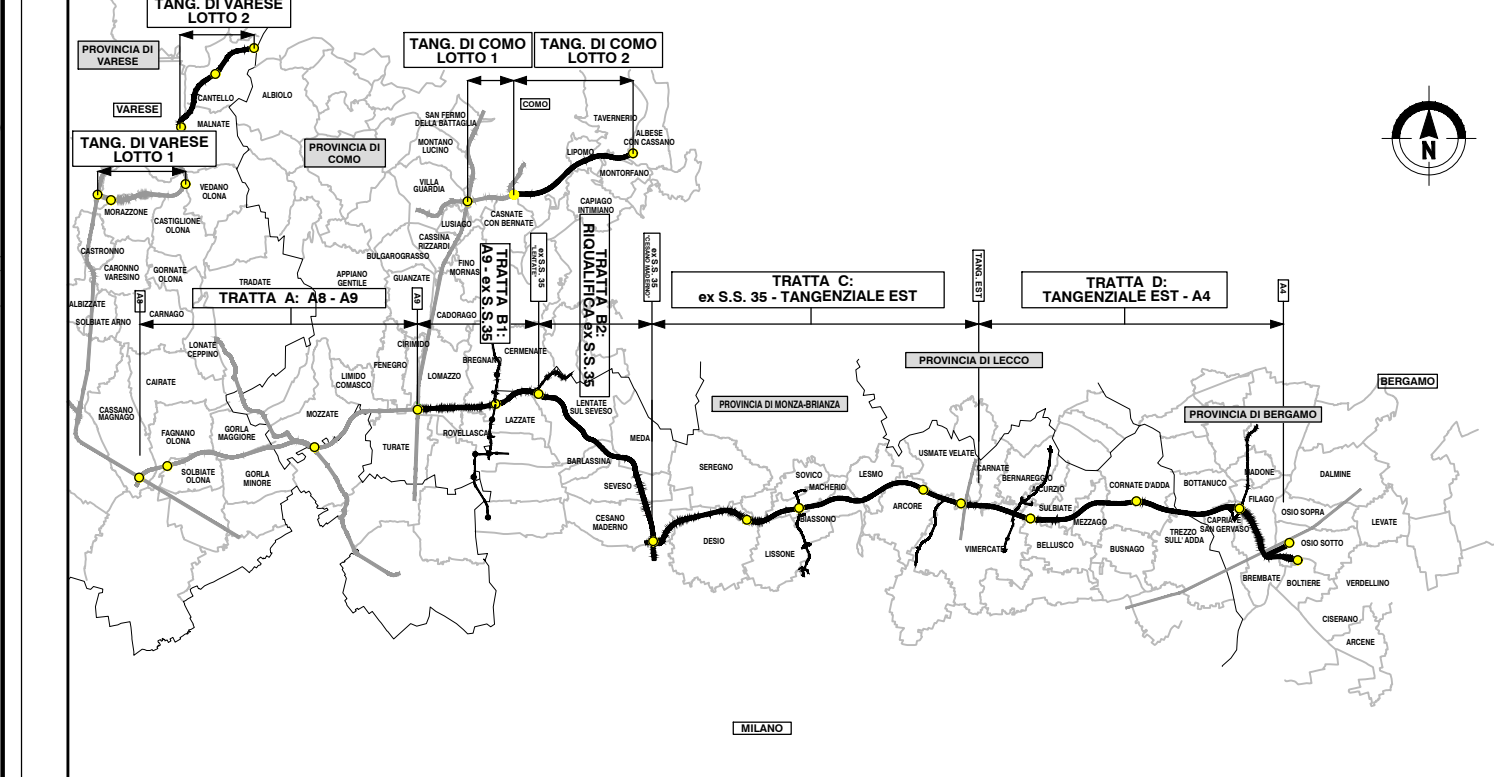 TANG. DI VARESE
LOTTO 2
PROVINCIA DI
VARESE
TANG. DI COMO
LOTTO 1
TANG. DI COMO
LOTTO 2
CANTELLO
ALBIOLO
VARESE
MALNATE
SAN FERMO
DELLA BATTAGLIA
COMO
TAVERNERIO
ALBESE
CON CASSANO
TANG. DI VARESE
LOTTO 1
PROVINCIA DI
COMO
MONTANO
LUCINO
LIPOMO
MONTORFANO
N
VEDANO
OLONA
VILLA
GUARDIA
MORAZZONE
CASTIGLIONE
OLONA
LUSIAGO
CASNATE
CON BERNATE
CAPIAGO
INTIMIANO
CASTRONNO
CASSINA
RIZZARDI
BULGAROGRASSO
CARONNO
VARESINO
GORNATE
OLONA
TRADATE
APPIANO
GENTILE
GUANZATE
FINO
MORNAS
TRATTA B1:
A9 - ex S.S.35
ex S.S. 35
"LENTATE"
TRATTA B2:
RIQUALIFICA ex S.S.35
ex S.S. 35
"CESANO MADERNO"
TRATTA C:
ex S.S. 35 - TANGENZIALE EST
TANG. EST
TRATTA D:
TANGENZIALE EST - A4
A4
ALBIZZATE
A8
TRATTA A: A8 - A9
A9
CARNAGO
SOLBIATE ARNO
CADORAGO
CIRIMIDO
LONATE
CEPPINO
FENEGRO
BREGNANO
CERMENATE
PROVINCIA DI LECCO
CAIRATE
LIMIDO
COMASCO
LOMAZZO
BERGAMO
CASSANO
MAGNAGO
MOZZATE
LENTATE
SUL SEVESO
PROVINCIA DI MONZA-BRIANZA
PROVINCIA DI BERGAMO
FAGNANO
OLONA
GORLA
MAGGIORE
TURATE
ROVELLASCA
LAZZATE
MEDA
SOLBIATE
OLONA
GORLA
MINORE
BARLASSINA
SEREGNO
USMATE VELATE
CARNATE
BERNAREGGIO
AICURZIO
SEVESO
SOVICO
MACHERIO
LESMO
CORNATE D'ADDA
BOTTANUCO
MADONE
DALMINE
CESANO
MADERNO
BIASSONO
ARCORE
SULBIATE
MEZZAGO
FILAGO
CAPRIATE
SAN GERVASO
OSIO SOPRA
LEVATE
DESIO
LISSONE
VIMERCATE
BELLUSCO
BUSNAGO
TREZZO
SULL' ADDA
OSIO SOTTO
BREMBATE
BOLTIERE
VERDELLINO
CISERANO
ARCENE
MILANO